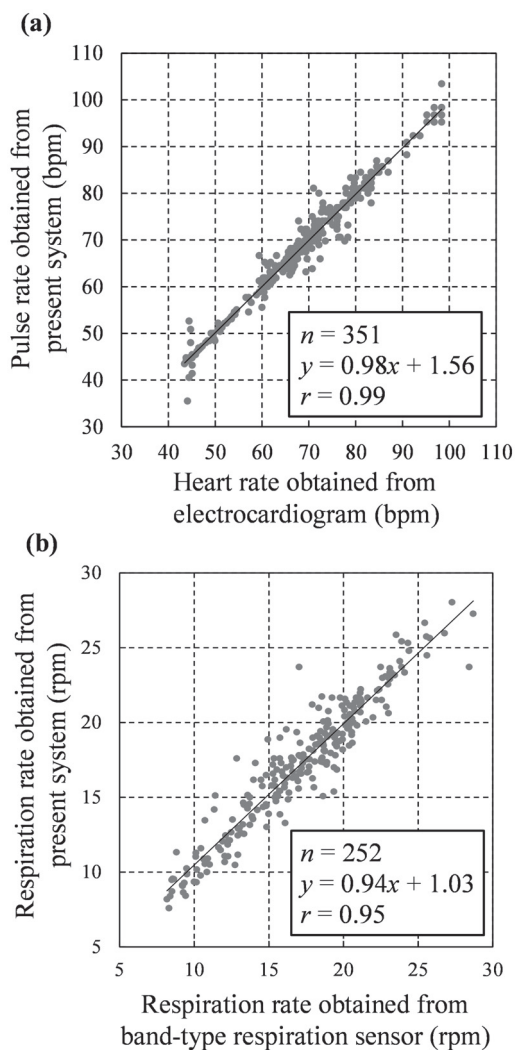 (a)
Pulse rate obtained from
present system (bpm)
110
100
90
80
70
60
50
40
30
n = 351
y = 0.98x + 1.56
r = 0.99
30 40 50 60 70 80 90 100 110
Heart rate obtained from
electrocardiogram (bpm)
(b)
Respiration rate obtained from
present system (rpm)
30
25
20
15
10
5
n = 252
y = 0.94x + 1.03
r = 0.95
5 10 15 20 25 30
Respiration rate obtained from
band-type respiration sensor (rpm)